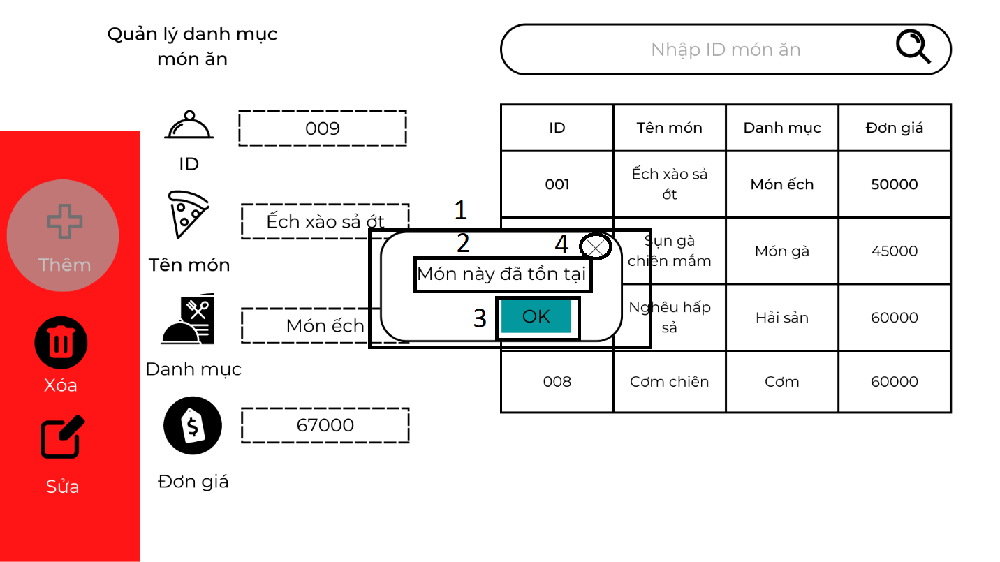 Quản lý danh mục
món ăn
Nhập ID món ăn
009
ID
Ếch xào sả ớt
Tên món
Món ếch
Danh mục
67000
Đơn giá
Thêm
Xóa
Sửa
1
2
4
Món này đã tồn tại
3
OK
ID
Tên món
Danh mục
Đơn giá
001
Ếch xào sả
ớt
Món ếch
50000
Sụn gà
chiên mắm
Món gà
45000
Nghêu hấp
sả
Hải sản
60000
008
Cơm chiên
Cơm
60000